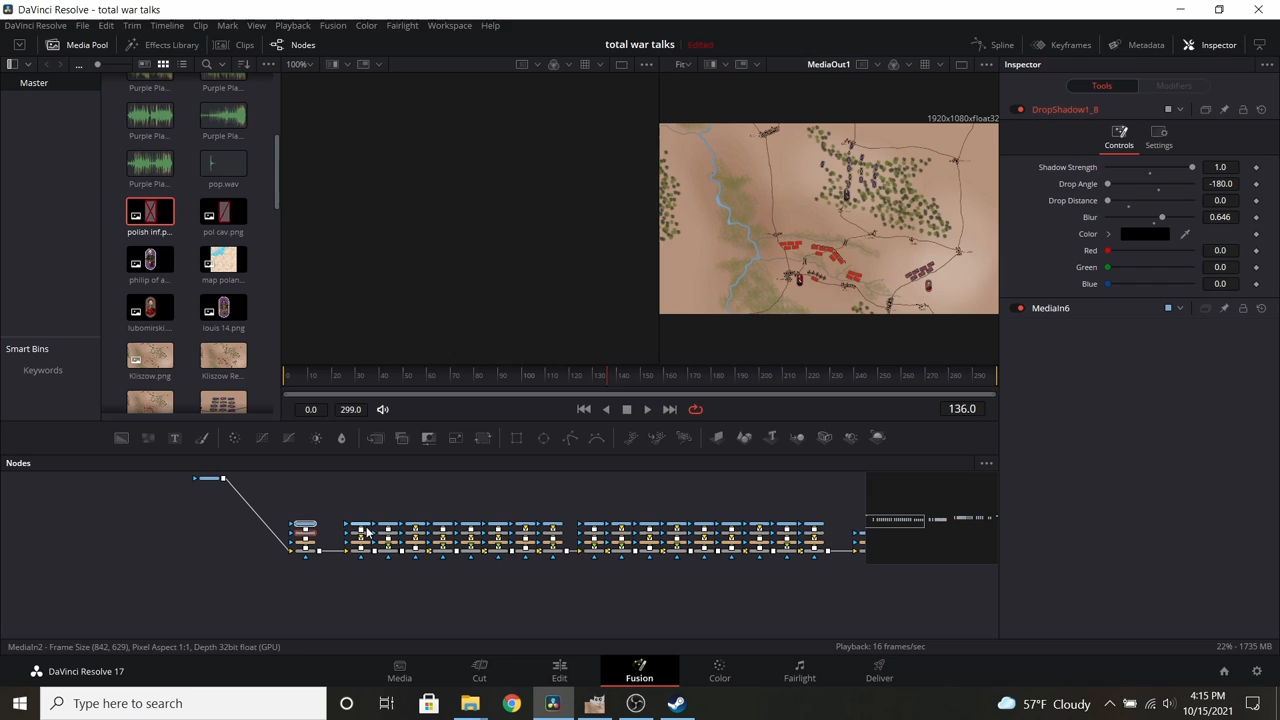 DaVinci Resolve - total war talks
DaVinci Resolve File Edit Trim Timeline Clip Mark View Playback Fusion Color Fairlight Workspace Help
Media Pool Effects Library Clips Nodes total war talks Edited Spline Keyframes Metadata Inspector
... 100% Fit MediaOut1 Inspector
Master
Purple Pla... Purple Pla...
Purple Pla... Purple Pla...
Purple Pla... pop.wav
polish inf.p... pol cav.png
philip of a... map polan...
lubomirski.... louis 14.png
Kliszow.png Kliszow Re...
Smart Bins
Keywords
1920x1080xfloat32
Tools Modifiers
DropShadow1_8
Controls Settings
Shadow Strength 1.0
Drop Angle -180.0
Drop Distance 0.0
Blur 0.646
Color
Red 0.0
Green 0.0
Blue 0.0
MediaIn6
0 10 20 30 40 50 60 70 80 90 100 110 120 130 140 150 160 170 180 190 200 210 220 230 240 250 260 270 280 290
0.0 299.0 136.0
Nodes
MediaIn2 - Frame Size (842, 629), Pixel Aspect 1:1, Depth 32bit float (GPU) Playback: 16 frames/sec 22% - 1735 MB
DaVinci Resolve 17 Media Cut Edit Fusion Color Fairlight Deliver
Type here to search 57°F Cloudy 4:15 PM
10/15/2021